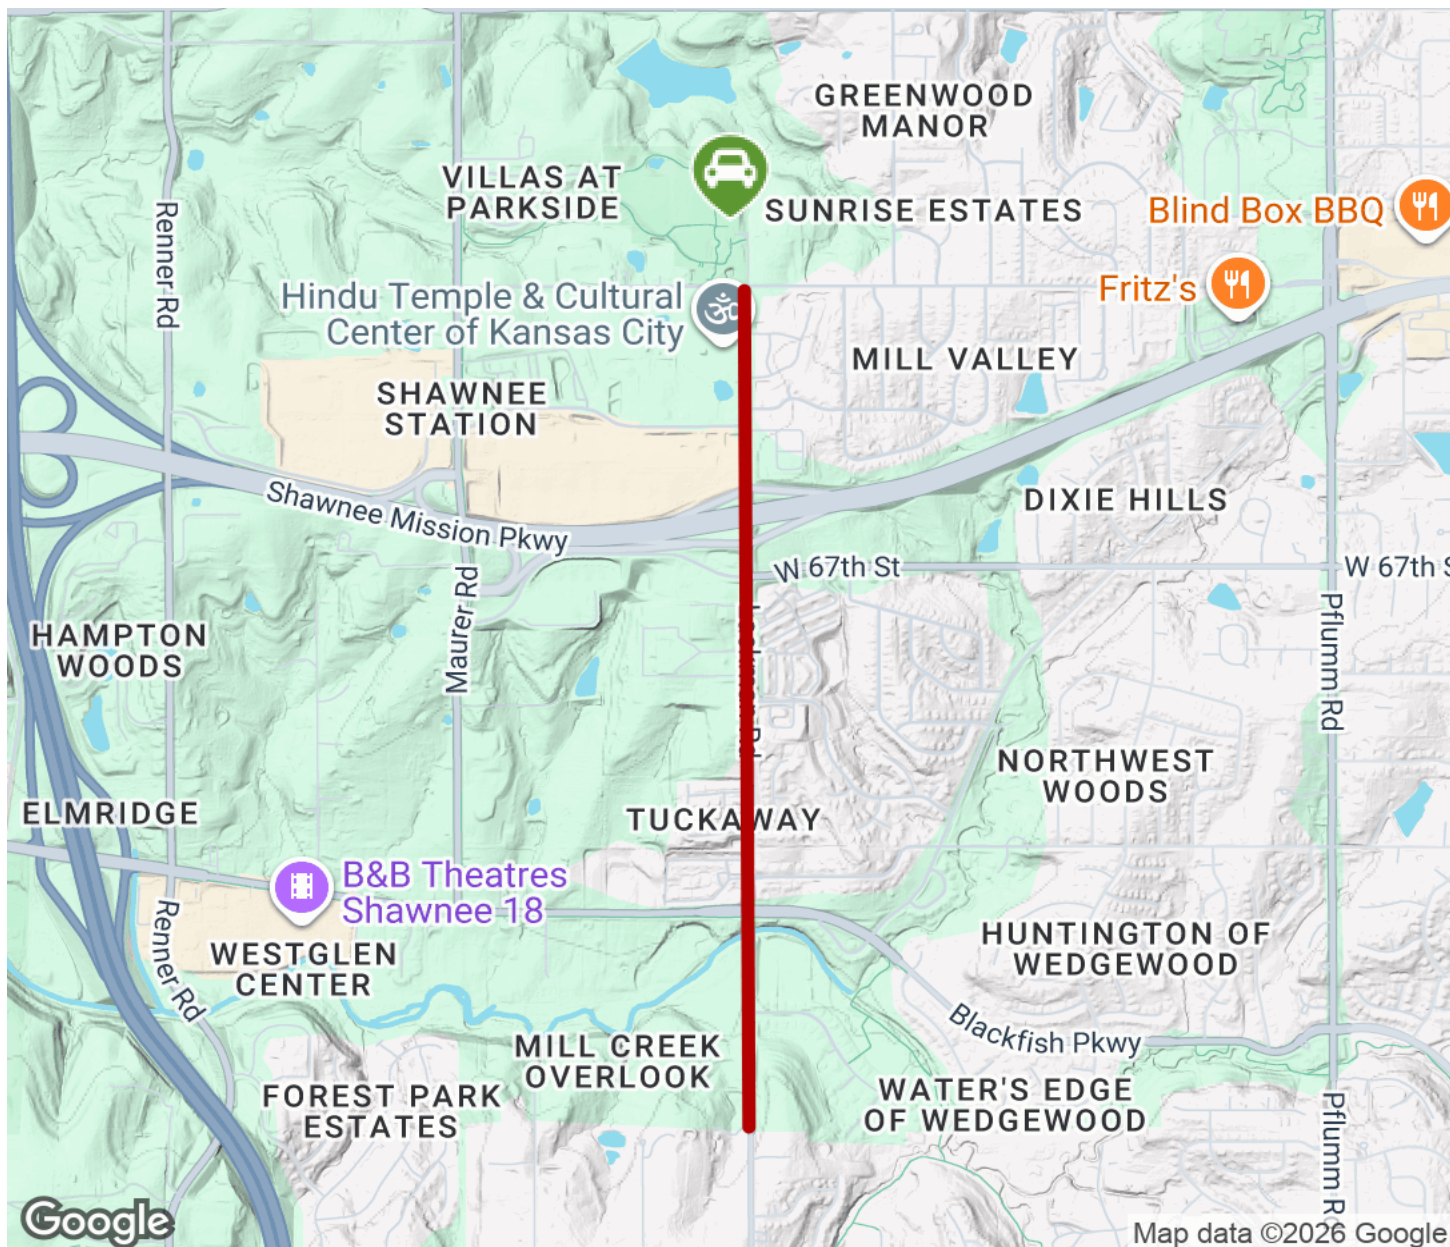 GREENWOOD
MANOR
VILLAS AT
PARKSIDE
SUNRISE ESTATES
Blind Box BBQ
Renner Rd
Fritz's
Hindu Temple & Cultural
Center of Kansas City
MILL VALLEY
SHAWNEE
STATION
Shawnee Mission Pkwy
DIXIE HILLS
W 67th St
W 67th S
Maurer Rd
Pflumm Rd
HAMPTON
WOODS
NORTHWEST
WOODS
ELMRIDGE
TUCKAWAY
B&B Theatres
Shawnee 18
Renner Rd
WESTGLEN
CENTER
HUNTINGTON OF
WEDGEWOOD
Blackfish Pkwy
MILL CREEK
OVERLOOK
FOREST PARK
ESTATES
WATER'S EDGE
OF WEDGEWOOD
Pflumm Rd
Google
Map data ©2026 Google